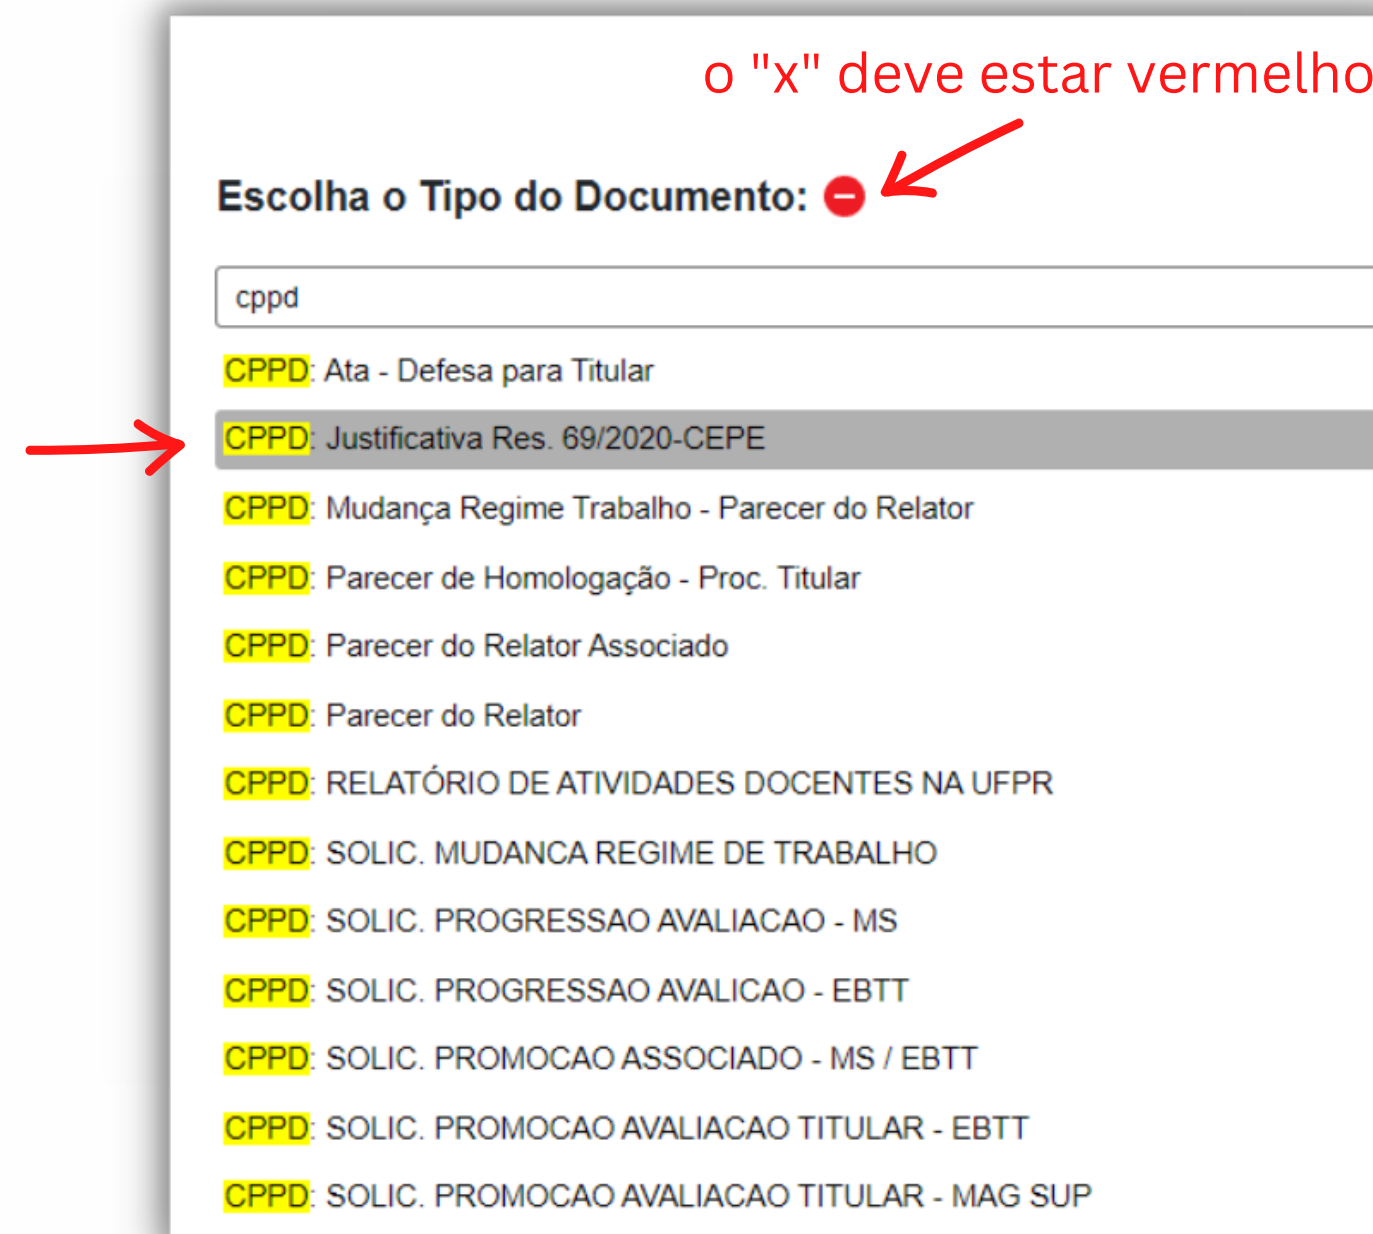 o "x" deve estar vermelho
Escolha o Tipo do Documento:
cppd
CPPD: Ata - Defesa para Titular
CPPD: Justificativa Res. 69/2020-CEPE
CPPD: Mudança Regime Trabalho - Parecer do Relator
CPPD: Parecer de Homologação - Proc. Titular
CPPD: Parecer do Relator Associado
CPPD: Parecer do Relator
CPPD: RELATÓRIO DE ATIVIDADES DOCENTES NA UFPR
CPPD: SOLIC. MUDANCA REGIME DE TRABALHO
CPPD: SOLIC. PROGRESSAO AVALIACAO - MS
CPPD: SOLIC. PROGRESSAO AVALICAO - EBTT
CPPD: SOLIC. PROMOCAO ASSOCIADO - MS / EBTT
CPPD: SOLIC. PROMOCAO AVALIACAO TITULAR - EBTT
CPPD: SOLIC. PROMOCAO AVALIACAO TITULAR - MAG SUP